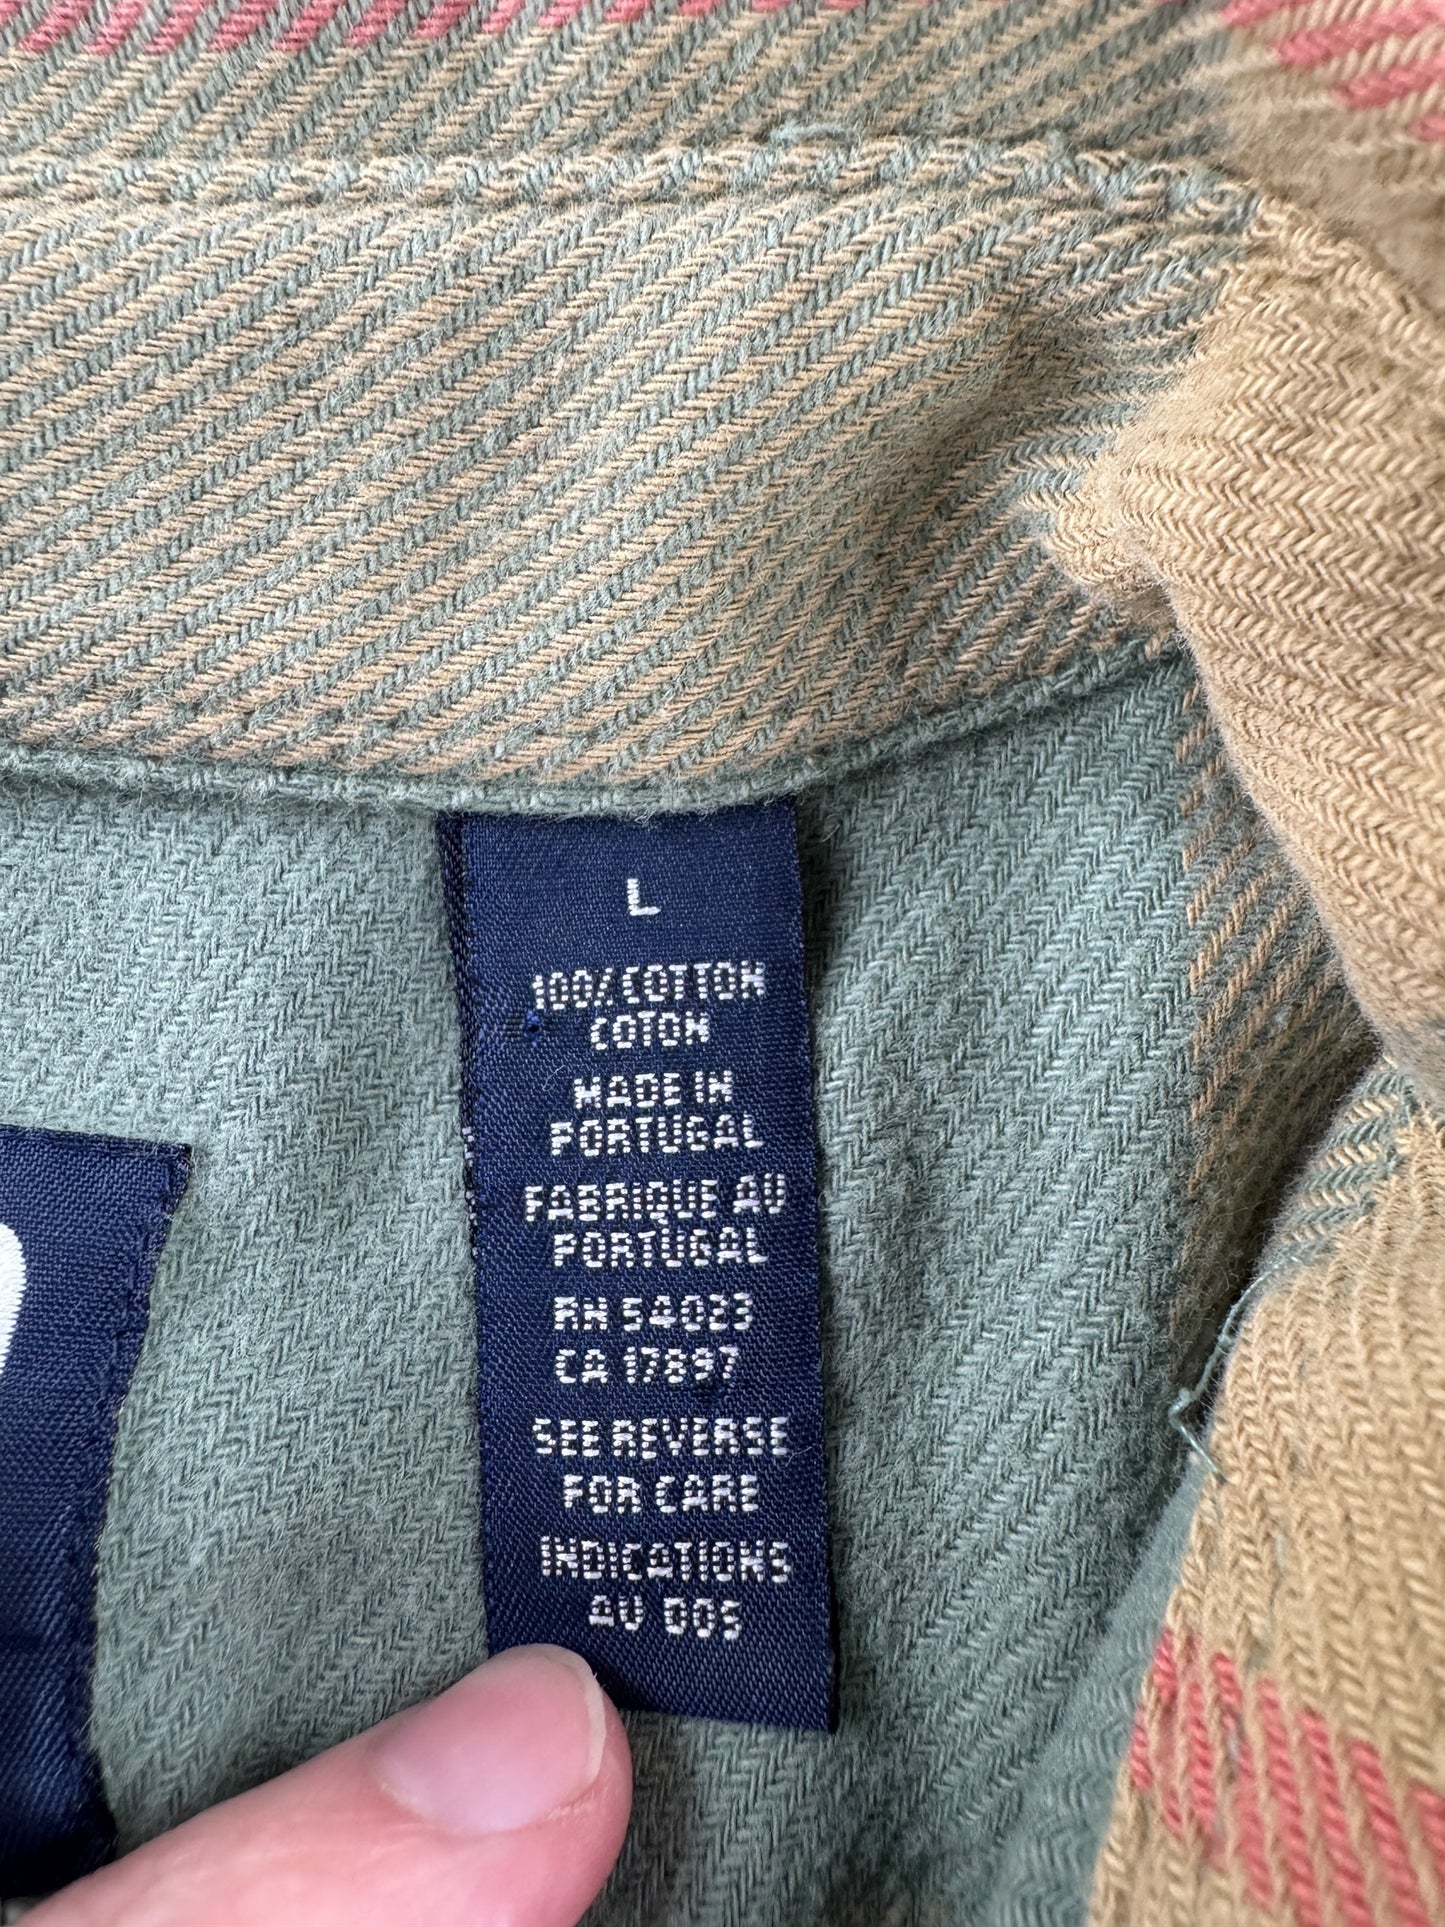 L
100% COTTON
COTON
MADE IN
PORTUGAL
FABRIQUE AU
PORTUGAL
RN 54023
CA 17897
SEE REVERSE
FOR CARE
INDICATIONS
AU DOS